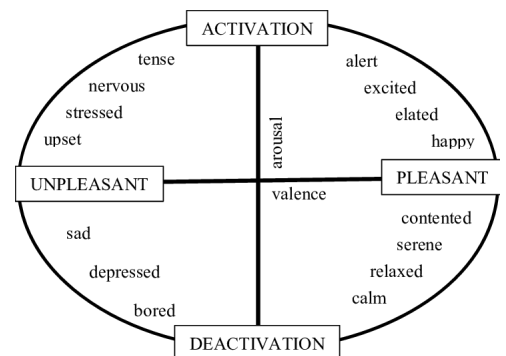 ACTIVATION
tense
alert
nervous
excited
stressed
elated
upset
happy
arousal
UNPLEASANT
PLEASANT
valence
sad
contented
serene
depressed
relaxed
bored
calm
DEACTIVATION